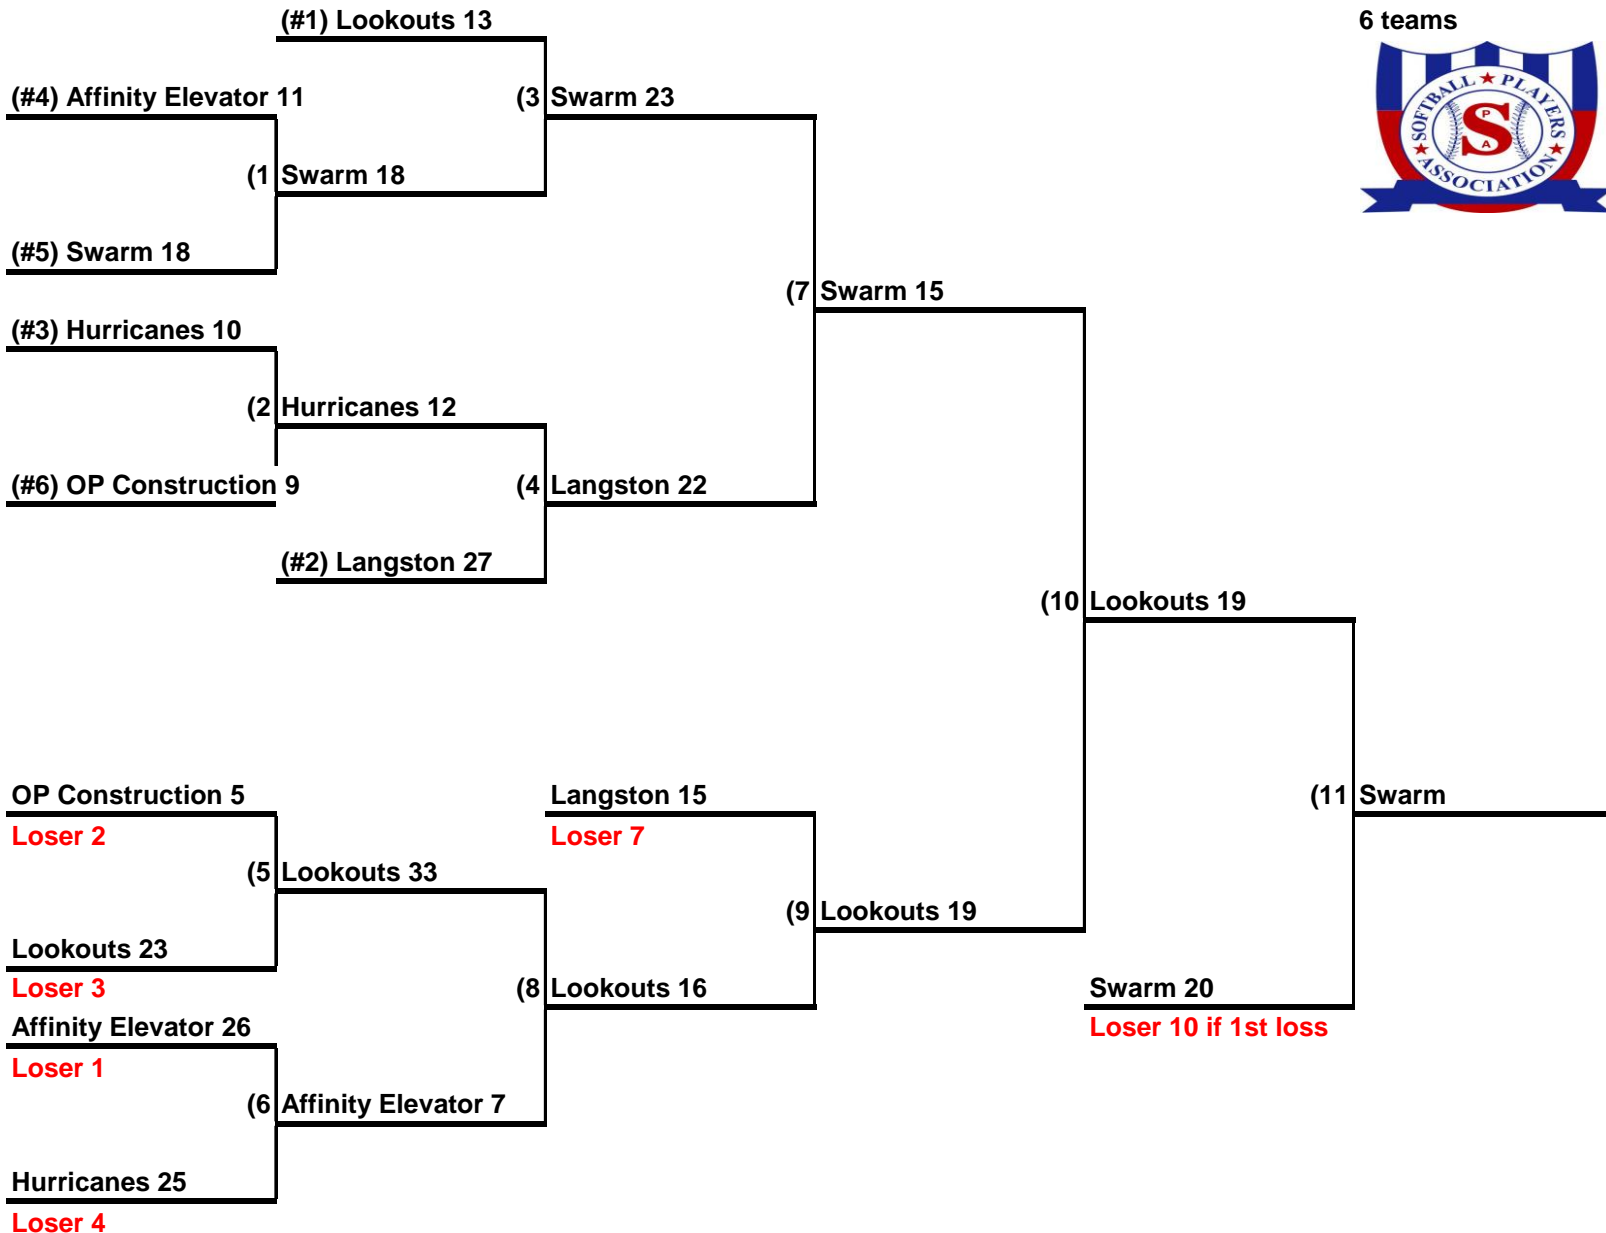 (#1) Lookouts 13
6 teams
SOFTBALL ★ PLAYERS ★ ASSOCIATION ★
S
P
A
(#4) Affinity Elevator 11
(3 Swarm 23
(1 Swarm 18
(#5) Swarm 18
(7 Swarm 15
(#3) Hurricanes 10
(2 Hurricanes 12
(#6) OP Construction 9
(4 Langston 22
(#2) Langston 27
(10 Lookouts 19
OP Construction 5
Langston 15
(11 Swarm
Loser 2
Loser 7
(5 Lookouts 33
(9 Lookouts 19
Lookouts 23
Loser 3
(8 Lookouts 16
Swarm 20
Affinity Elevator 26
Loser 10 if 1st loss
Loser 1
(6 Affinity Elevator 7
Hurricanes 25
Loser 4